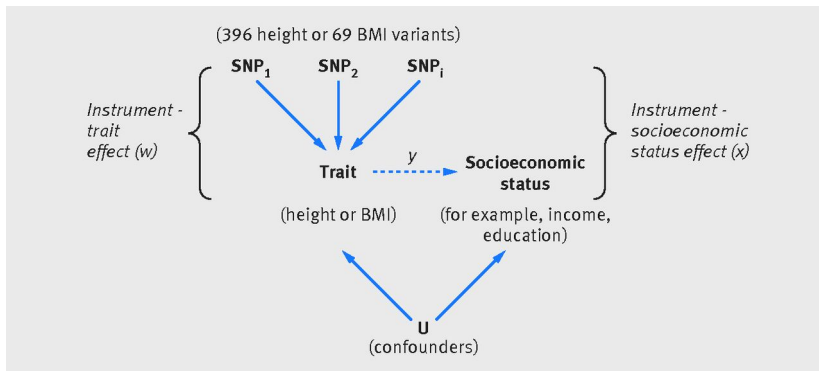 (396 height or 69 BMI variants)
SNP1 SNP2 SNPi
Instrument -
trait
effect (w)
Instrument -
socioeconomic
status effect (x)
Trait
y
Socioeconomic
status
(height or BMI)
(for example, income,
education)
U
(confounders)